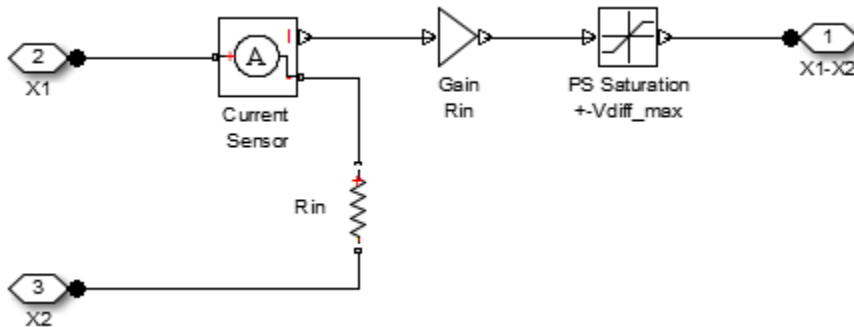 2
X1
+
A
I
-
Current
Sensor
Gain
Rin
PS Saturation
+-Vdiff_max
1
X1-X2
+
Rin
-
3
X2